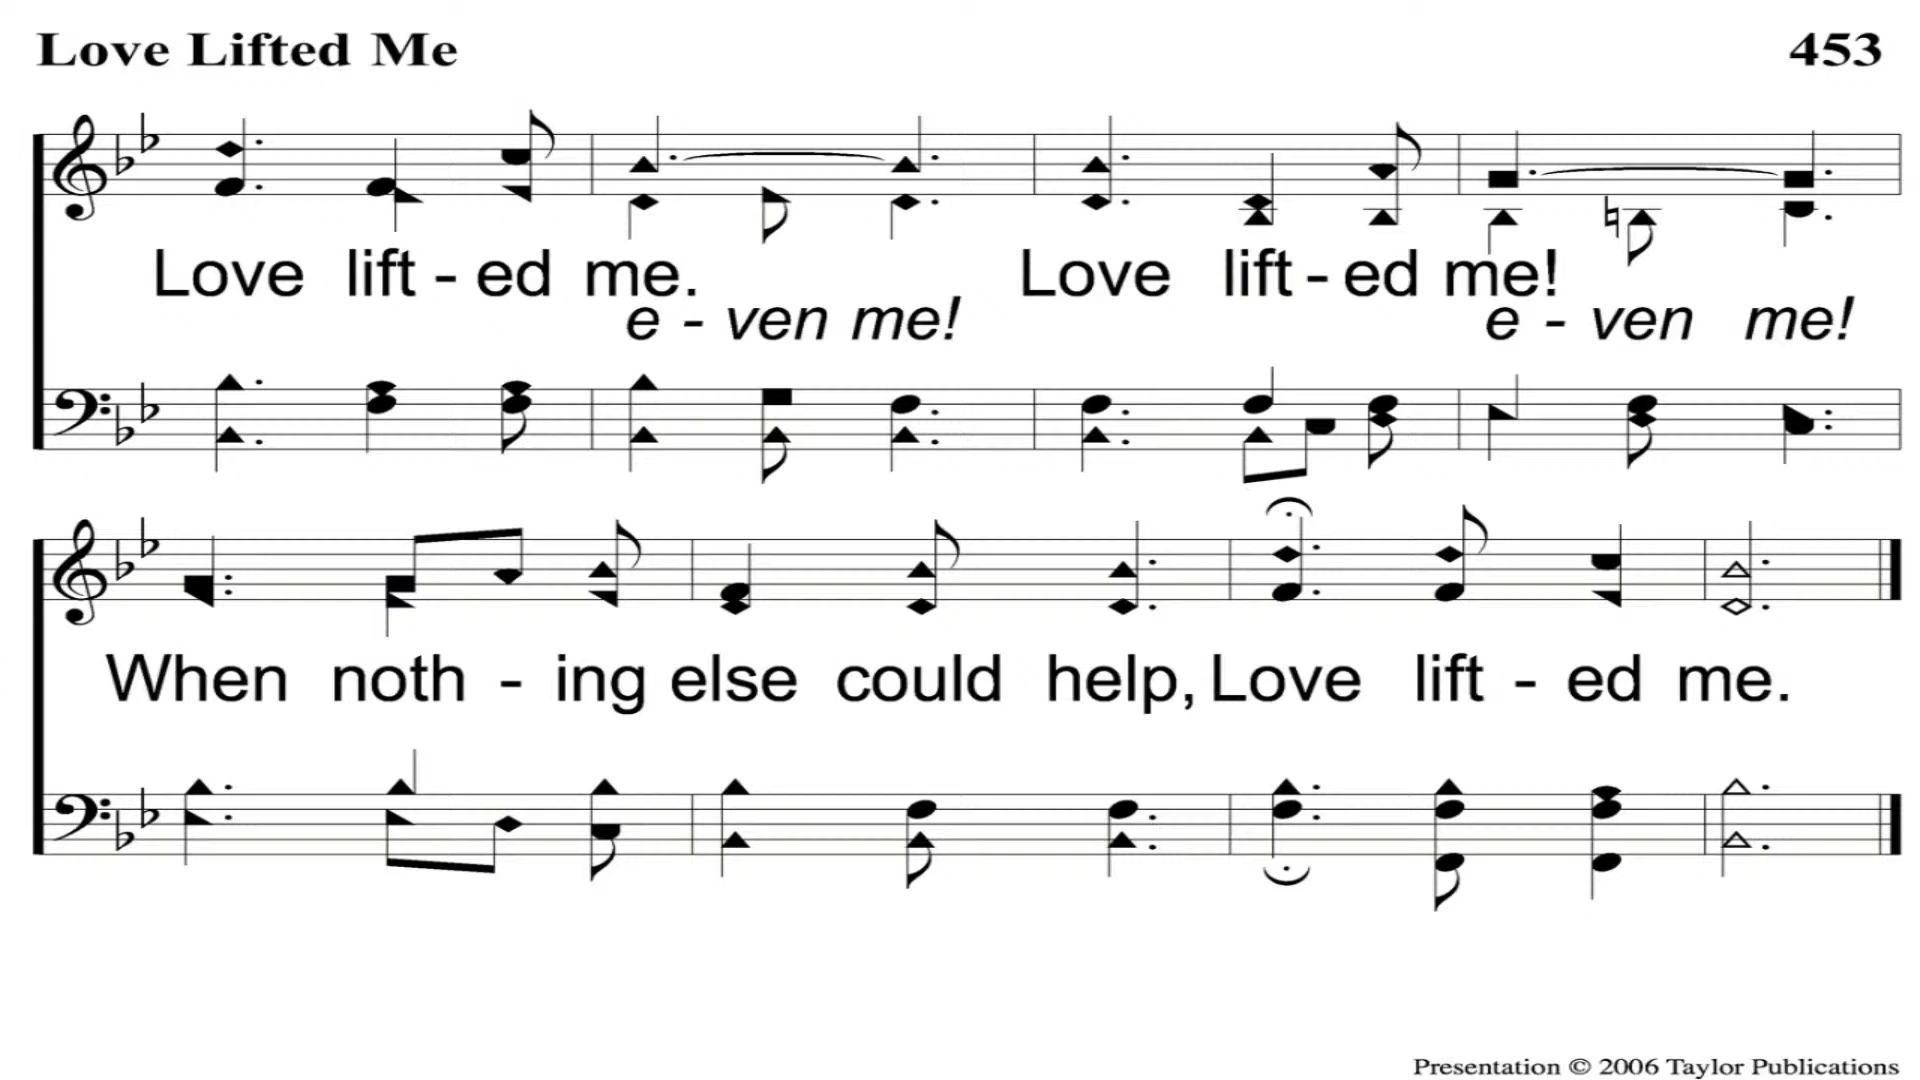 Love Lifted Me 453
Love lift - ed me. Love lift - ed me!
e - ven me! e - ven me!
When noth - ing else could help, Love lift - ed me.
Presentation © 2006 Taylor Publications